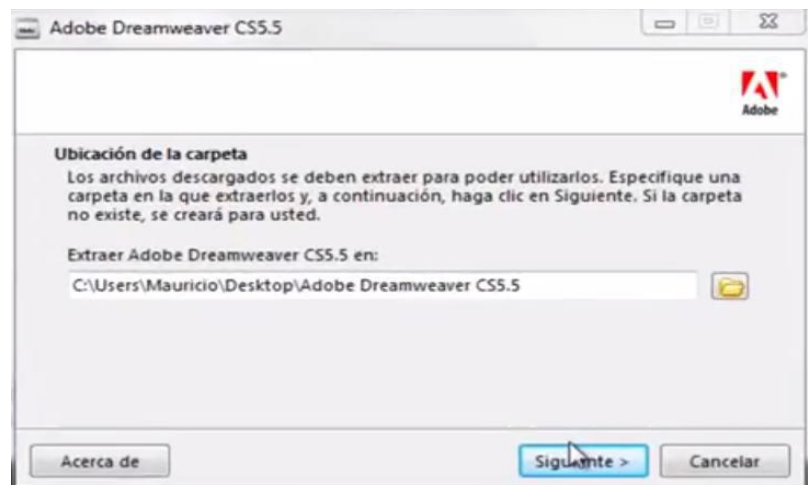 Adobe Dreamweaver CS5.5
Adobe
Ubicación de la carpeta
Los archivos descargados se deben extraer para poder utilizarlos. Especifique una
carpeta en la que extraerlos y, a continuación, haga clic en Siguiente. Si la carpeta
no existe, se creará para usted.
Extraer Adobe Dreamweaver CS5.5 en:
C:\Users\Mauricio\Desktop\Adobe Dreamweaver CS5.5
Acerca de
Siguiente >
Cancelar